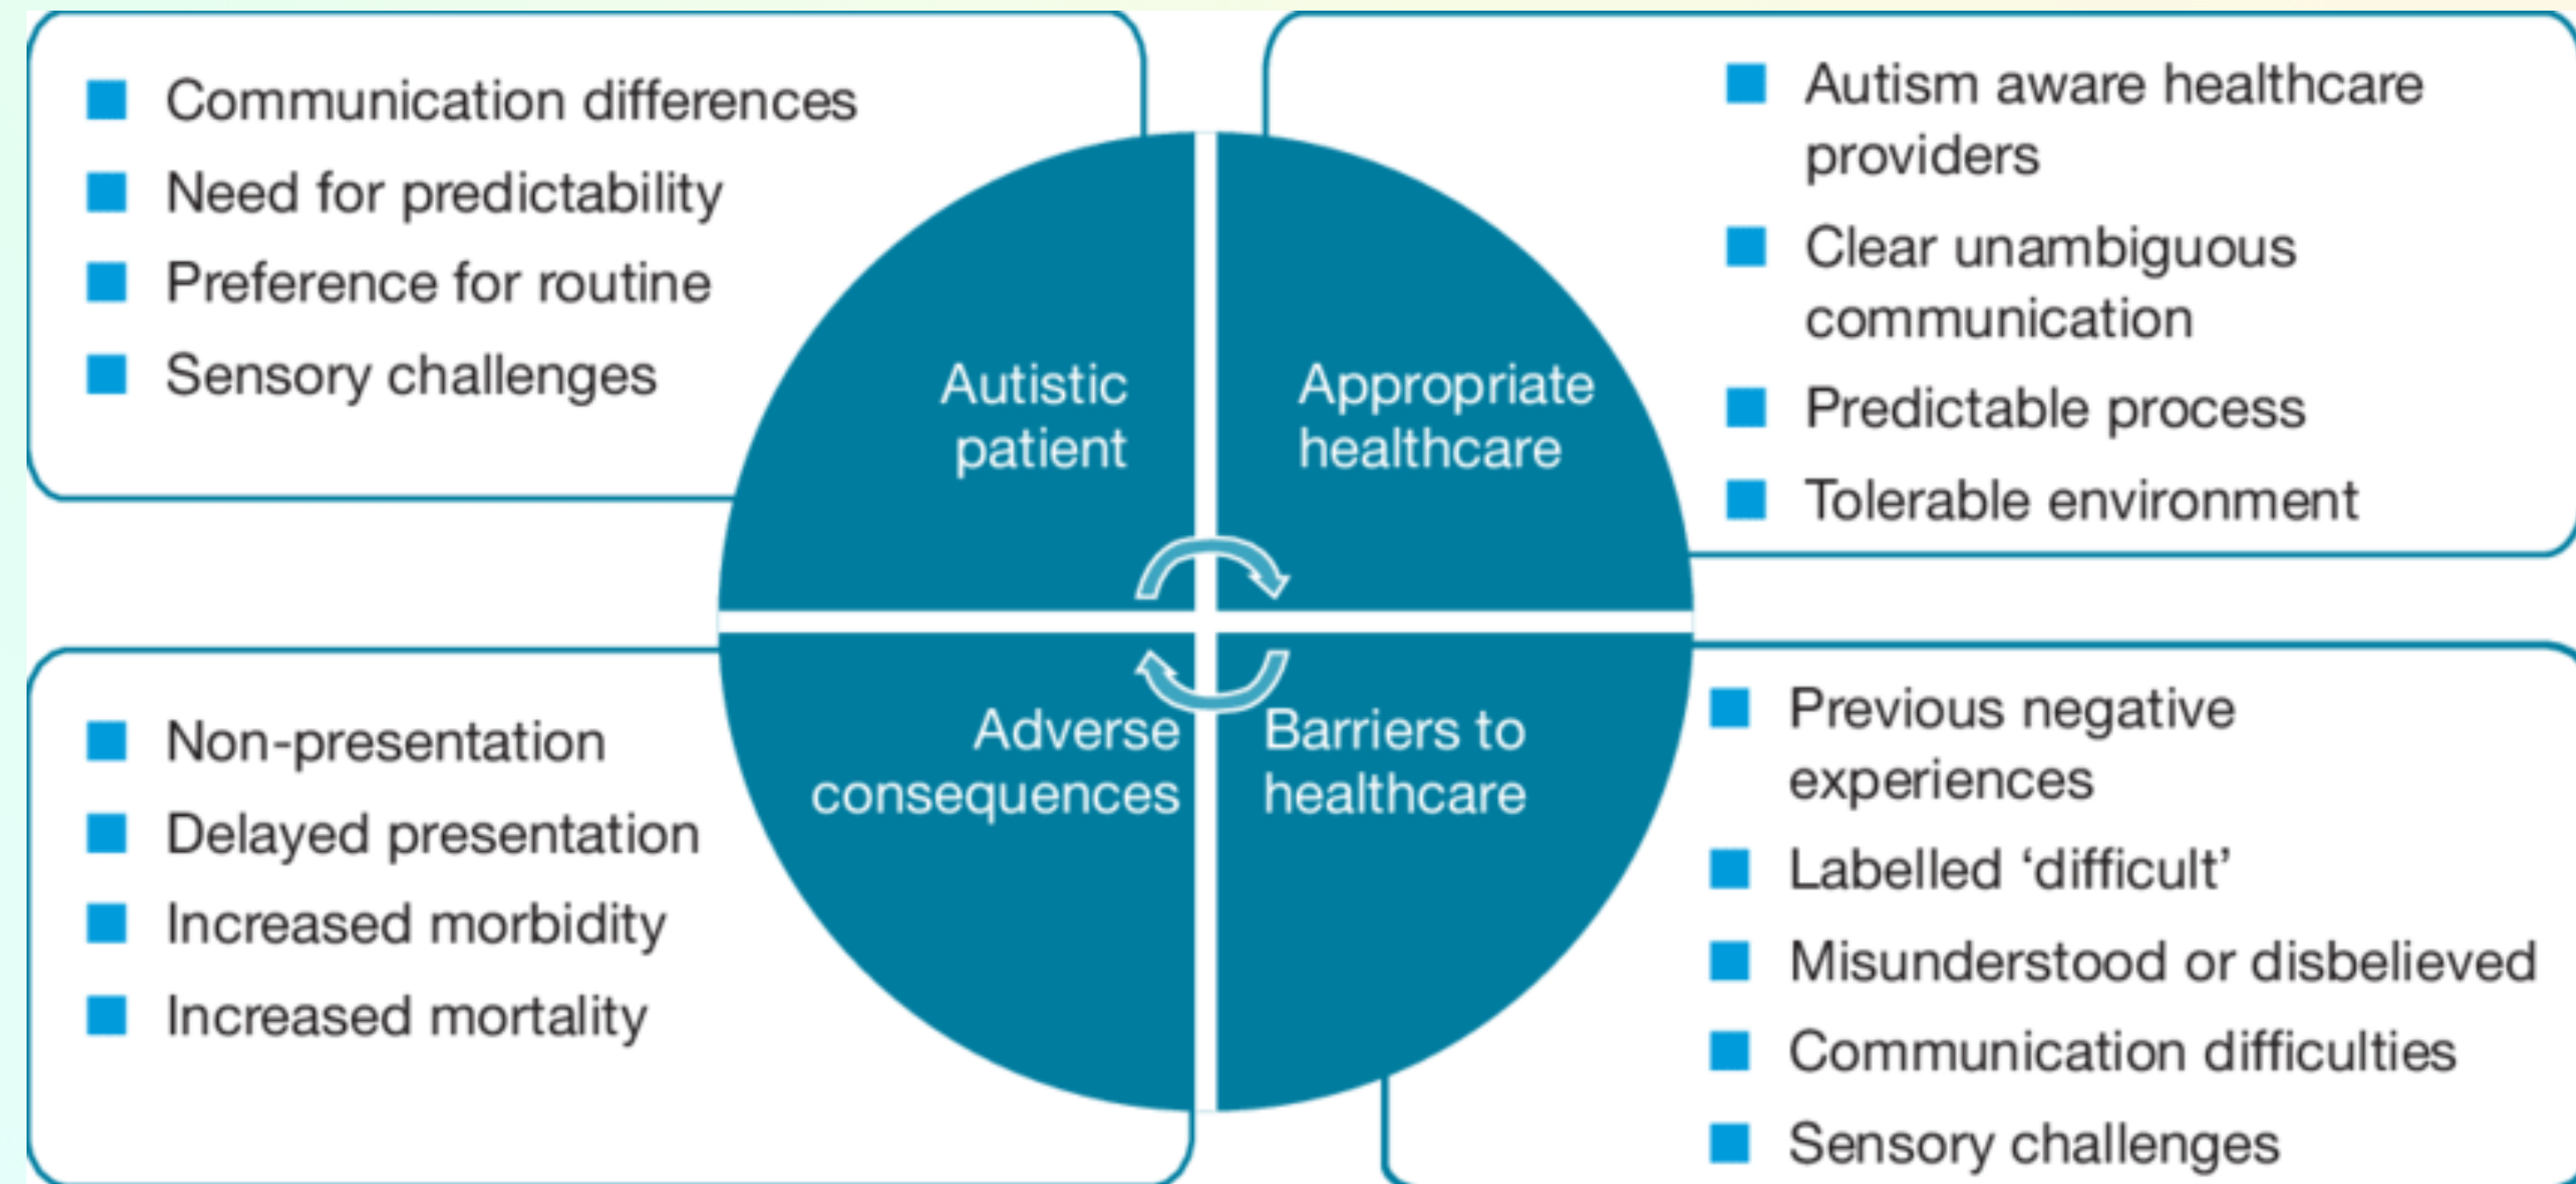 Communication differences
Need for predictability
Preference for routine
Sensory challenges
Autistic
patient
Appropriate
healthcare
Autism aware healthcare
providers
Clear unambiguous
communication
Predictable process
Tolerable environment
Non-presentation
Delayed presentation
Increased morbidity
Increased mortality
Adverse
consequences
Barriers to
healthcare
Previous negative
experiences
Labelled ‘difficult’
Misunderstood or disbelieved
Communication difficulties
Sensory challenges